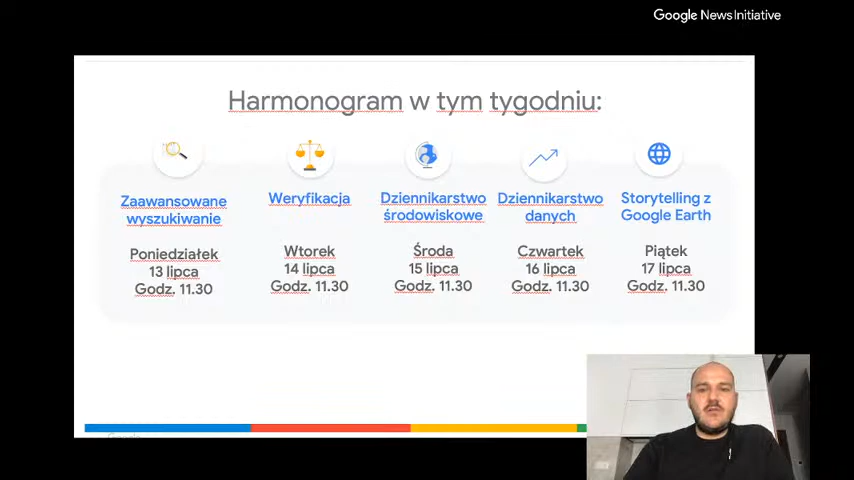 Google News Initiative
Harmonogram w tym tygodniu:
Zaawansowane
wyszukiwanie
Poniedziałek
13 lipca
Godz. 11.30
Weryfikacja
Wtorek
14 lipca
Godz. 11.30
Dziennikarstwo
środowiskowe
Środa
15 lipca
Godz. 11.30
Dziennikarstwo
danych
Czwartek
16 lipca
Godz. 11.30
Storytelling z
Google Earth
Piątek
17 lipca
Godz. 11.30